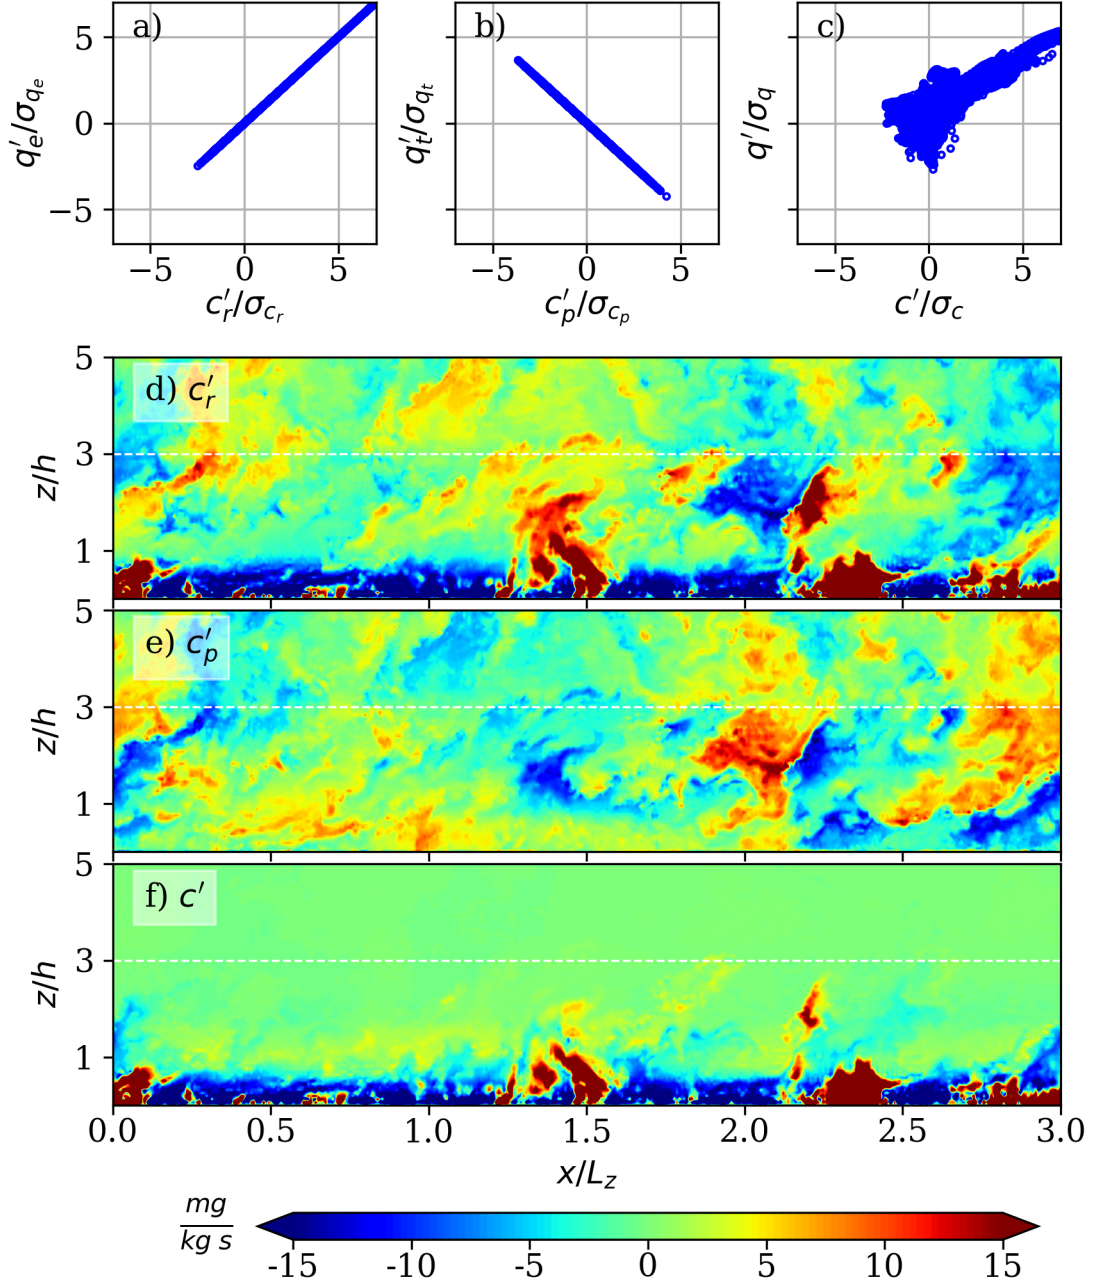 a)
b)
c)
5
0
−5
q′e/σqe
q′t/σqt
q′/σq
−5 0 5
−5 0 5
−5 0 5
c′r/σcr
c′p/σcp
c′/σc
d) c′r
5
3
1
z/h
e) c′p
5
3
1
z/h
f) c′
5
3
1
z/h
0.0 0.5 1.0 1.5 2.0 2.5 3.0
x/Lz
mg
kg s
-15 -10 -5 0 5 10 15